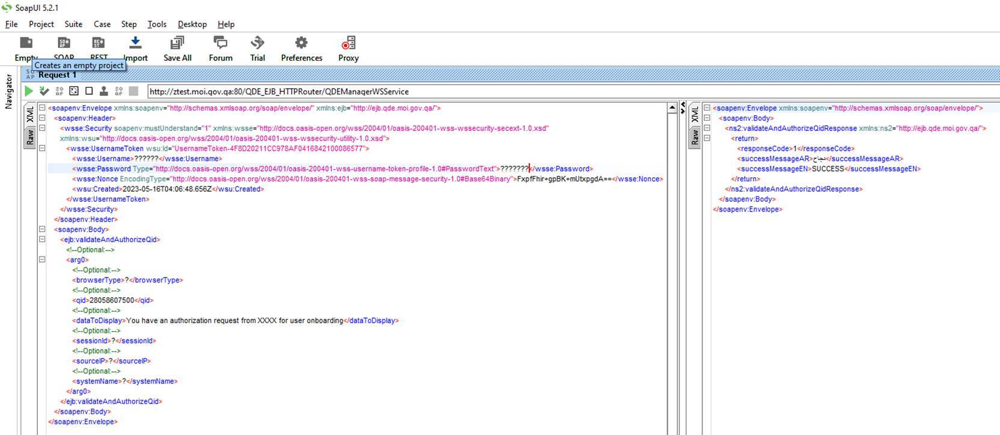 SoapUI 5.2.1
File Project Suite Case Step Tools Desktop Help
Empty SOAP REST Import Save All Forum Trial Preferences Proxy
Creates an empty project
Request 1
Navigator
http://ztest.moi.gov.qa:80/QDE_EJB_HTTPRouter/QDEManagerWSService
XML
Raw
<soapenv:Envelope xmlns:soapenv="http://schemas.xmlsoap.org/soap/envelope/" xmlns:ejb="http://ejb.qde.moi.gov.qa/">
<soapenv:Header>
<wsse:Security soapenv:mustUnderstand="1" xmlns:wsse="http://docs.oasis-open.org/wss/2004/01/oasis-200401-wss-wssecurity-secext-1.0.xsd"
xmlns:wsu="http://docs.oasis-open.org/wss/2004/01/oasis-200401-wss-wssecurity-utility-1.0.xsd">
<wsse:UsernameToken wsu:Id="UsernameToken-4F8D20211CC978AF0416842100086577">
<wsse:Username>??????</wsse:Username>
<wsse:Password Type="http://docs.oasis-open.org/wss/2004/01/oasis-200401-wss-username-token-profile-1.0#PasswordText">???????</wsse:Password>
<wsse:Nonce EncodingType="http://docs.oasis-open.org/wss/2004/01/oasis-200401-wss-soap-message-security-1.0#Base64Binary">FxpfFhir+gpBK+mUtxpgdA==</wsse:Nonce>
<wsu:Created>2023-05-16T04:06:48.656Z</wsu:Created>
</wsse:UsernameToken>
</wsse:Security>
</soapenv:Header>
<soapenv:Body>
<ejb:validateAndAuthorizeQid>
<!--Optional:-->
<arg0>
<!--Optional:-->
<browserType>?</browserType>
<!--Optional:-->
<qid>28058607500</qid>
<!--Optional:-->
<dataToDisplay>You have an authorization request from XXXX for user onboarding</dataToDisplay>
<!--Optional:-->
<sessionId>?</sessionId>
<!--Optional:-->
<sourceIP>?</sourceIP>
<!--Optional:-->
<systemName>?</systemName>
</arg0>
</ejb:validateAndAuthorizeQid>
</soapenv:Body>
</soapenv:Envelope>
XML
Raw
<soapenv:Envelope xmlns:soapenv="http://schemas.xmlsoap.org/soap/envelope/">
<soapenv:Body>
<ns2:validateAndAuthorizeQidResponse xmlns:ns2="http://ejb.qde.moi.gov.qa/">
<return>
<responseCode>1</responseCode>
<successMessageAR>نجاح</successMessageAR>
<successMessageEN>SUCCESS</successMessageEN>
</return>
</ns2:validateAndAuthorizeQidResponse>
</soapenv:Body>
</soapenv:Envelope>